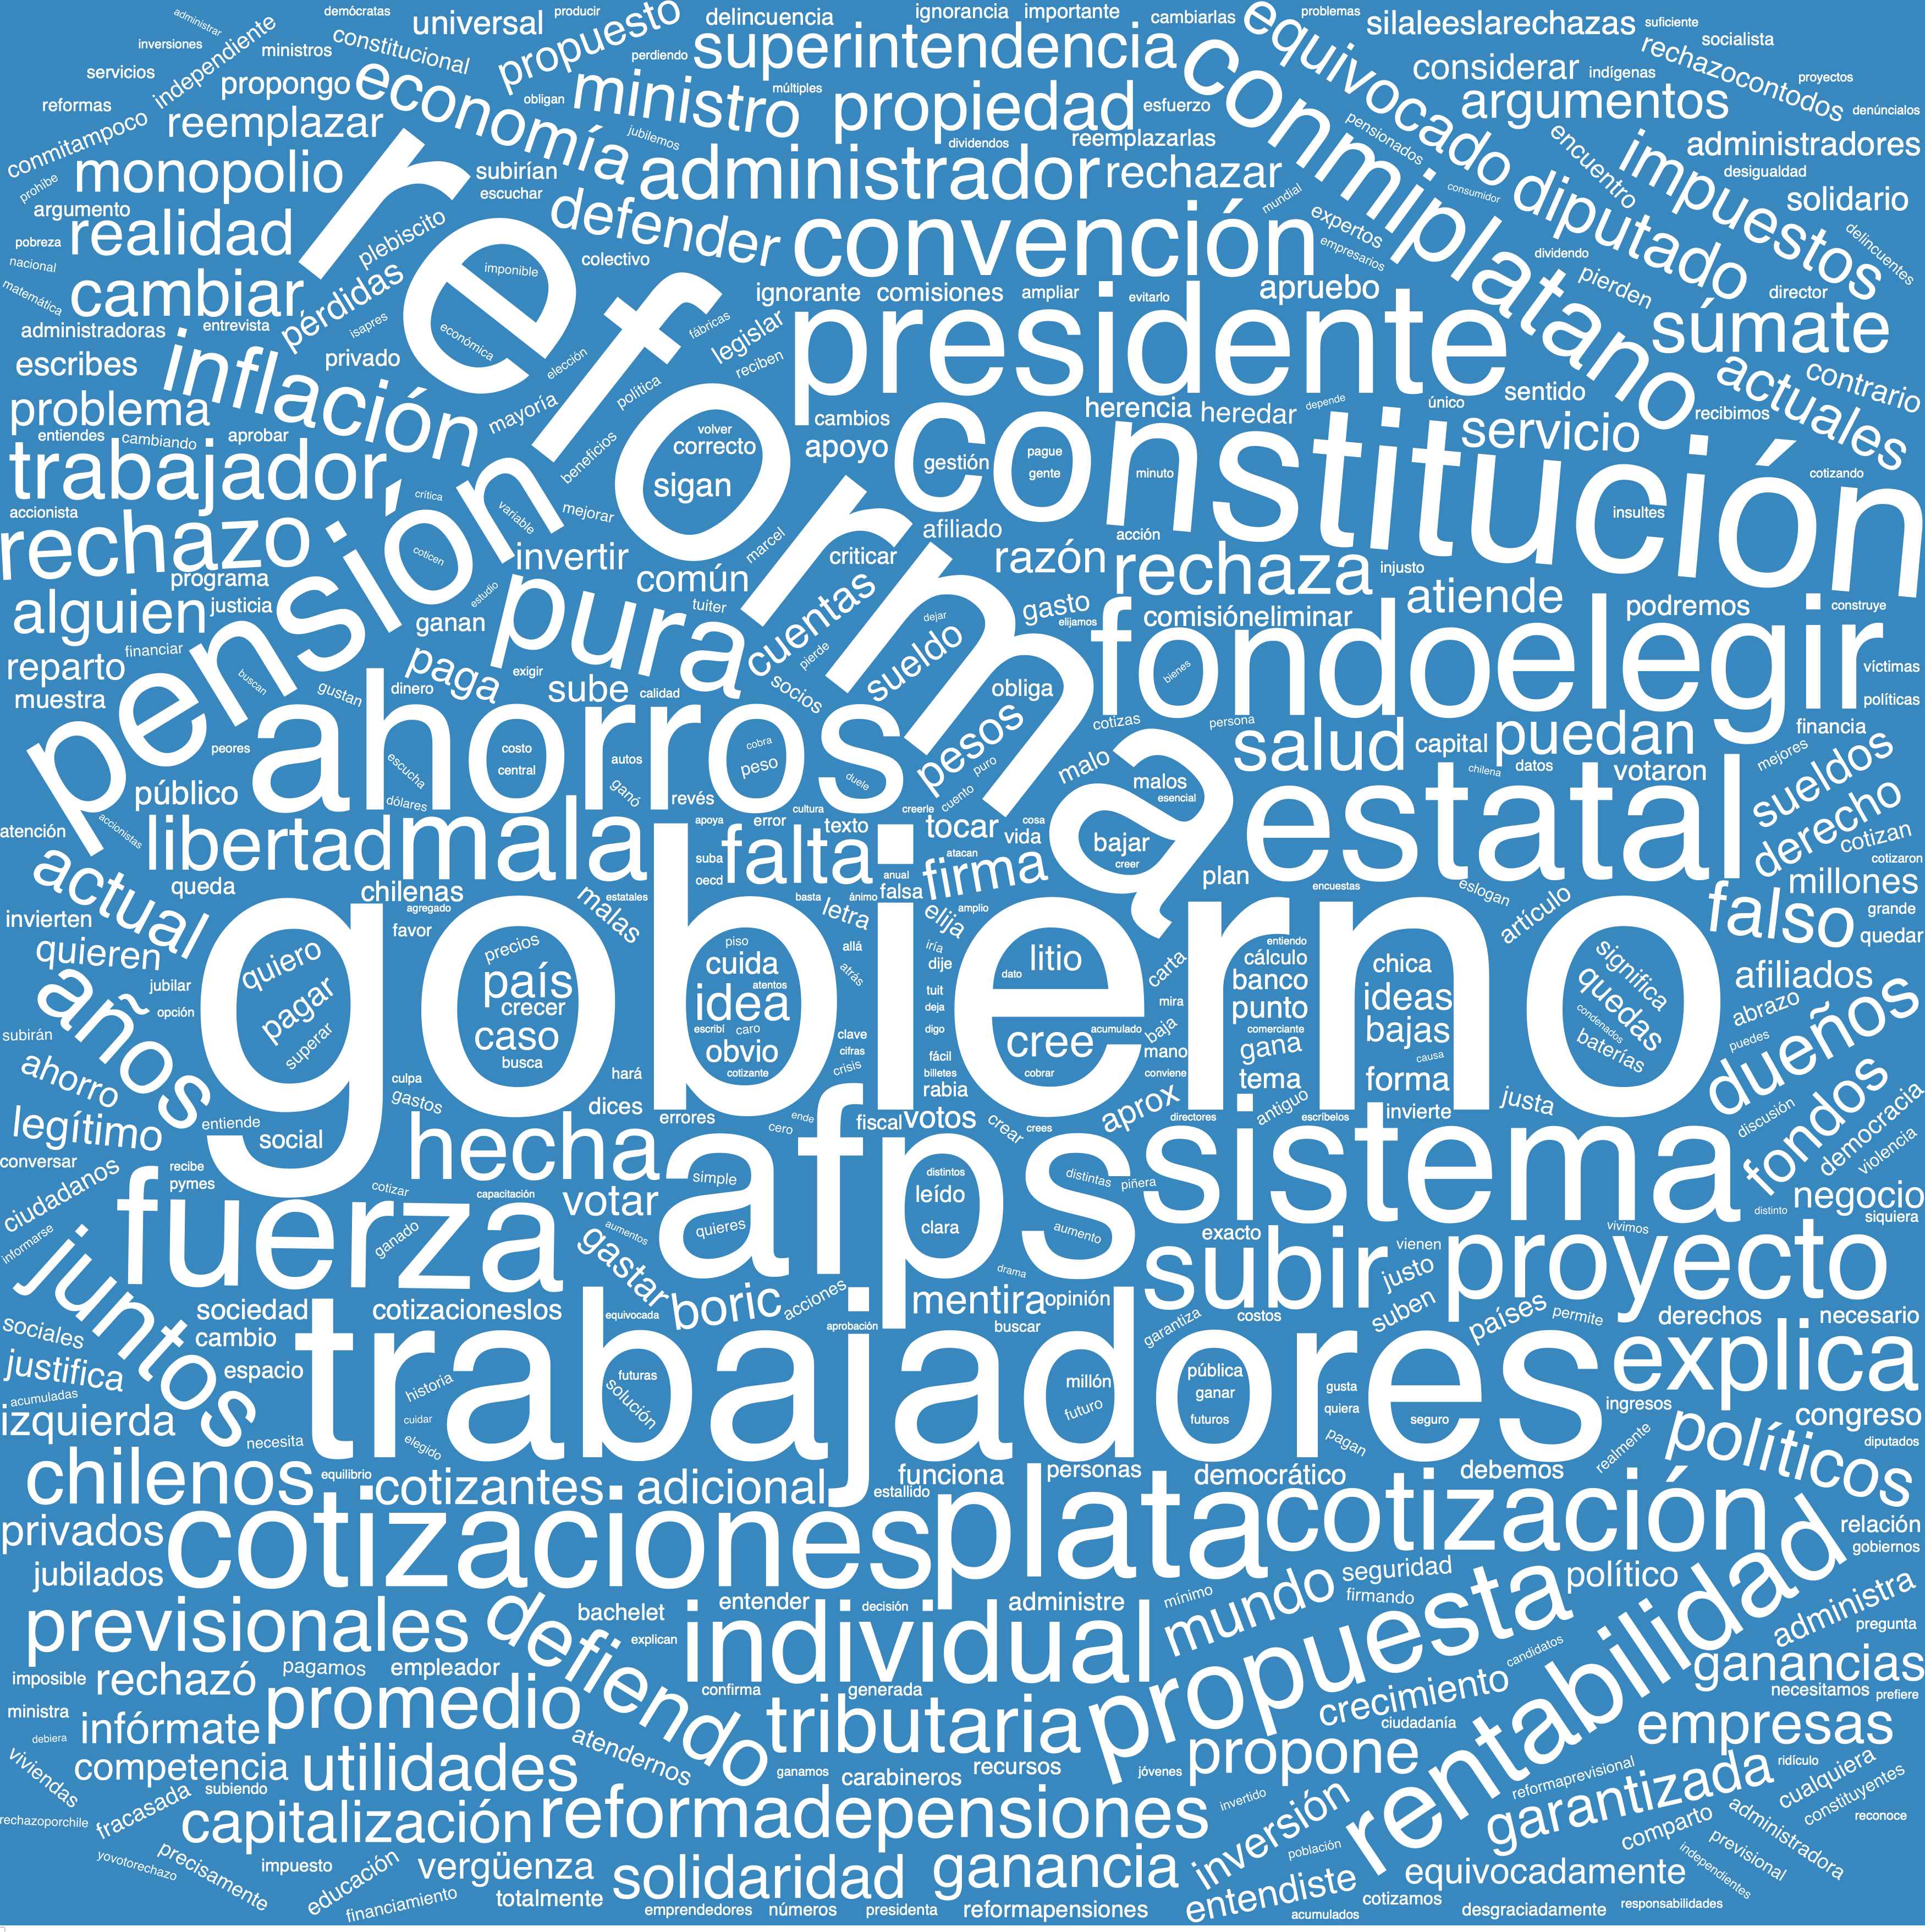 administrar
demócratas
universal
producir
propuesto
delincuencia
ignorancia
importante
cambiarlas
equivocado
problemas
silaleeslarechazas
suficiente
inversiones
independiente
ministros
constitucional
perdiendo
superintendencia
conmiplatano
considerar
indígenas
rechazocontodos
socialista
servicios
propongo
economía
obligan
ministro
múltiples
propiedad
esfuerzo
argumentos
proyectos
denúncialos
reformas
conmitampoco
reemplazar
jubilemos
dividendos
reemplazarlas
pensionados
encuentro
impuestos
administradores
desigualdad
prohibe
monopolio
reforma
subirían
escuchar
administrador
rechazar
mundial
consumidor
diputado
solidario
argumento
realidad
plebiscito
defender
convención
expertos
empresarios
delincuentes
pobreza
nacional
matemática
cambiar
pérdidas
imponible
colectivo
ignorante
comisiones
ampliar
evitarlo
apruebo
dividendo
pierden
director
súmate
administradoras
entrevista
isapres
económica
fábricas
legislar
reciben
presidente
escribes
inflación
privado
elección
política
actuales
contrario
problema
mayoría
volver
correcto
cambios
apoyo
constitución
herencia
heredar
depende
único
sentido
recibimos
servicio
entiendes
cambiando
aprobar
beneficios
sigan
gestión
pague
gente
minuto
cotizando
trabajador
pensión
crítica
variable
mejorar
accionista
insultes
rechazo
coticen
invertir
marcel
criticar
afiliado
acción
razón
rechaza
injusto
programa
estudio
común
alguien
justicia
pura
tuiter
cuentas
dejar
gasto
elijamos
comisióneliminar
atiende
podremos
construye
ganan
reparto
financiar
buscan
paga
exigir
pierde
sueldo
fondo
elegir
bienes
víctimas
muestra
gustan
dinero
sube
calidad
socios
obliga
políticas
pesos
cotizas
persona
salud
capital
puedan
financia
peores
ahorros
costo
central
escucha
autos
cobra
peso
duele
puro
malo
malos
esencial
chilena
datos
votaron
mejores
sueldos
público
dólares
ganó
revés
cultura
creerle
cuento
estatal
derecho
atención
accionistas
libertad
mala
apoya
error
texto
tocar
cosa
vida
bajar
creer
cotizan
cotizaron
actual
queda
chilenas
suba
falta
oecd
anual
falsa
atacan
firma
plan
encuestas
eslogan
artículo
millones
invierten
agregado
malas
estatales
basta
ánimo
letra
elija
amplio
falso
grande
quedar
quieren
favor
gobierno
quiero
precios
país
piso
cuida
atentos
allá
iría
dije
dato
litio
carta
entiendo
cálculo
banco
chica
significa
afiliados
jubilar
opción
pagar
crecer
idea
atrás
tuit
deja
mira
punto
ideas
quedas
condenados
abrazo
años
subirán
superar
caso
busca
escribí
caro
obvio
clave
digo
cree
acumulado
baja
comerciante
bajas
baterías
puedes
dueños
ahorro
culpa
gastos
hará
cotizante
cifras
crisis
fácil
billetes
rabia
cobrar
mano
conviene
gana
tema
causa
forma
legítimo
entiende
social
dices
errores
ende
cero
fiscal
votos
crear
crees
aprox
directores
antiguo
escríbelos
invierte
justa
discusión
fondos
democracia
violencia
conversar
ciudadanos
recibe
pymes
hecha
simple
afps
distintos
leído
distintas
piñera
sistema
negocio
informarse
fuerza
cotizar
capacitación
votar
ganado
aumentos
quieres
clara
aumento
exacto
vienen
vivimos
distinto
siquiera
juntos
gastar
drama
subir
justo
proyecto
sociedad
cotizacioneslos
equivocada
boric
acciones
mentira
opinión
aprobación
buscar
garantiza
costos
suben
países
permite
derechos
necesario
sociales
cambio
justifica
espacio
trabajadores
historia
futuras
solución
millón
futuro
pública
ganar
futuros
gusta
quiera
seguro
explica
acumuladas
izquierda
cuidar
elegido
necesita
pagan
ingresos
realmente
congreso
diputados
políticos
chilenos
equilibrio
cotizantes
adicional
estallido
funciona
personas
democrático
debemos
privados
cotizaciones
plata
cotización
relación
gobiernos
jubilados
mínimo
seguridad
firmando
político
rentabilidad
previsionales
defiendo
bachelet
entender
decisión
administre
mundo
propuesta
administra
pregunta
explican
individual
candidatos
imposible
rechazó
pagamos
empleador
confirma
generada
crecimiento
ganancias
necesitamos
prefiere
ministra
debiera
infórmate
promedio
tributaria
ciudadanía
empresas
viviendas
competencia
subiendo
utilidades
atendernos
ganamos
carabineros
recursos
jóvenes
propone
reformaprevisional
ridículo
cualquiera
constituyentes
rechazoporchile
fracasada
capitalización
reformadepensiones
invertido
inversión
garantizada
comparto
administradora
reconoce
yovotorechazo
precisamente
impuesto
educación
financiamiento
vergüenza
totalmente
solidaridad
ganancia
población
entendiste
equivocadamente
independientes
previsional
emprendedores
números
presidenta
reformapensiones
acumulados
cotizamos
desgraciadamente
responsabilidades